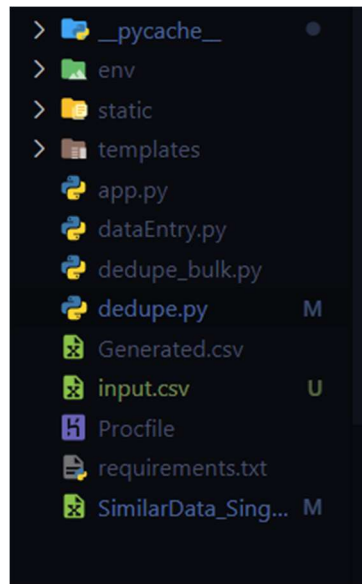 __pycache__
env
static
templates
app.py
dataEntry.py
dedupe_bulk.py
dedupe.py M
Generated.csv
input.csv U
Procfile
requirements.txt
SimilarData_Sing... M